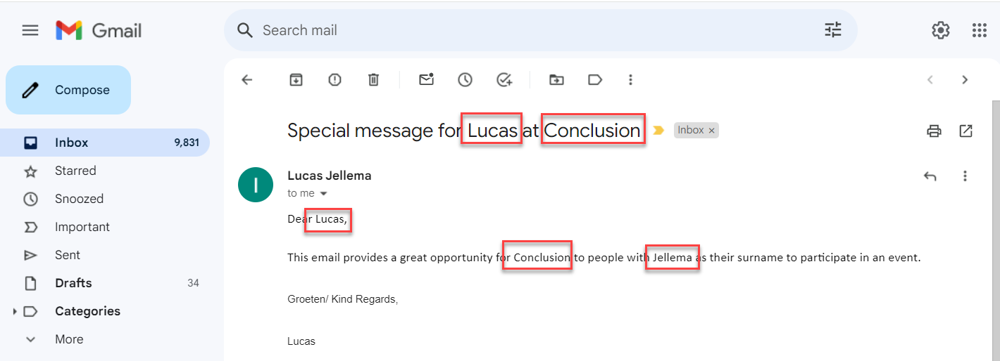 Gmail
Search mail
Compose
Inbox 9,831
Starred
Snoozed
Important
Sent
Drafts 34
Categories
More
Special message for Lucas at Conclusion Inbox ×
Lucas Jellema
to me
Dear Lucas,
This email provides a great opportunity for Conclusion to people with Jellema as their surname to participate in an event.
Groeten/ Kind Regards,
Lucas
l